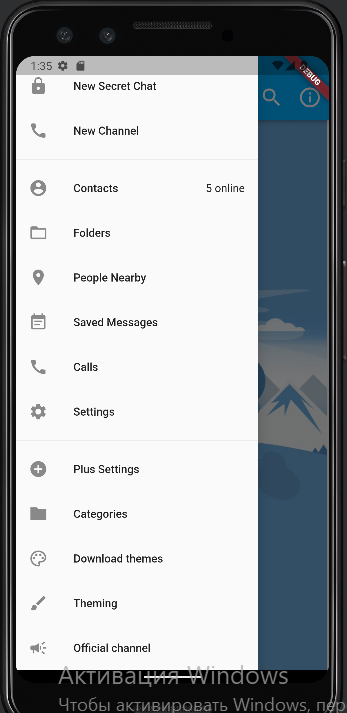 1:35
DEBUG
New Secret Chat
New Channel
Contacts 5 online
Folders
People Nearby
Saved Messages
Calls
Settings
Plus Settings
Categories
Download themes
Theming
Official channel
Активация Windows
Чтобы активировать Windows, пер